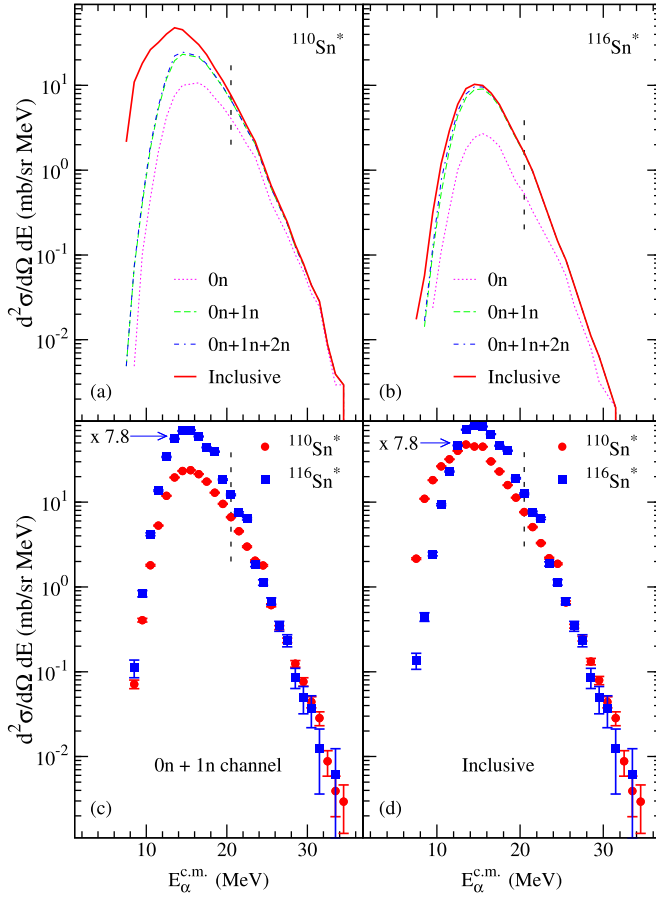 ¹¹⁰Sn*
¹¹⁶Sn*
d²σ/dΩ dE (mb/sr MeV)
10¹
10⁰
10⁻¹
10⁻²
0n
0n+1n
0n+1n+2n
Inclusive
(a)
0n
0n+1n
0n+1n+2n
Inclusive
(b)
d²σ/dΩ dE (mb/sr MeV)
10¹
10⁰
10⁻¹
10⁻²
x 7.8
¹¹⁰Sn*
¹¹⁶Sn*
0n + 1n channel
(c)
x 7.8
¹¹⁰Sn*
¹¹⁶Sn*
Inclusive
(d)
10 20 30
10 20 30
E_α^c.m. (MeV)
E_α^c.m. (MeV)